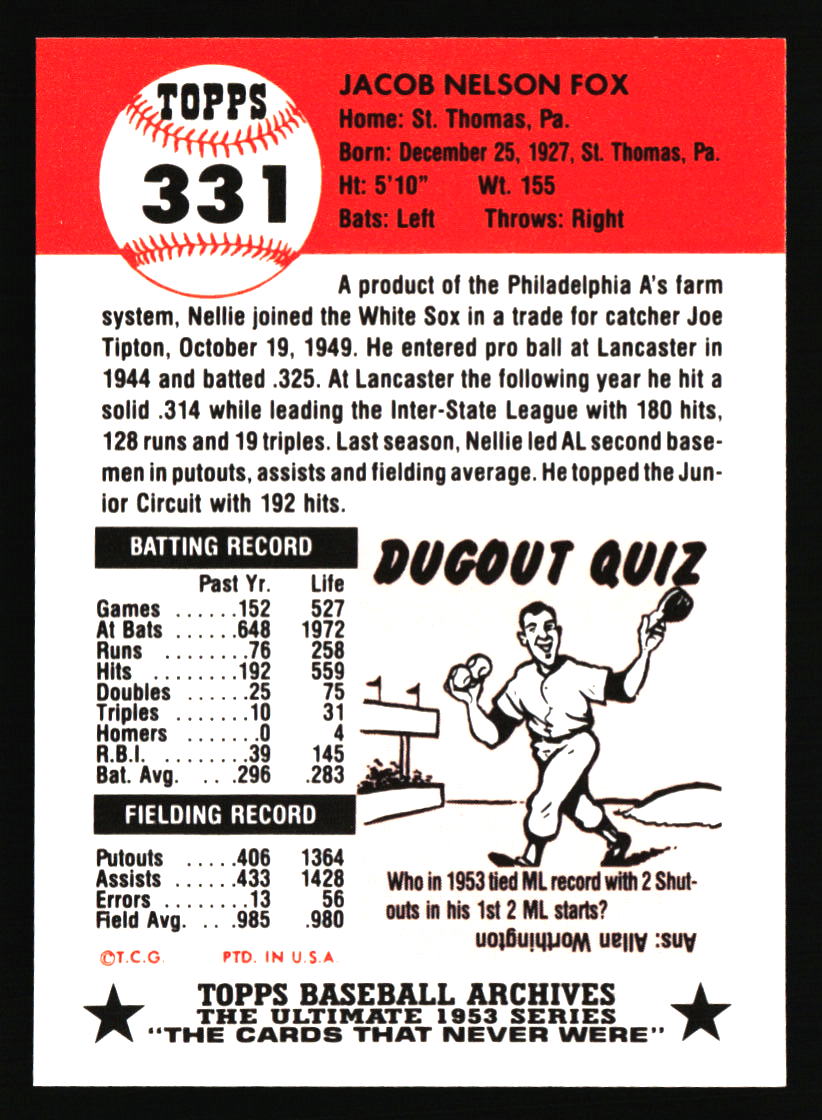 TOPPS
331
JACOB NELSON FOX
Home: St. Thomas, Pa.
Born: December 25, 1927, St. Thomas, Pa.
Ht: 5'10" Wt. 155
Bats: Left Throws: Right
A product of the Philadelphia A's farm
system, Nellie joined the White Sox in a trade for catcher Joe
Tipton, October 19, 1949. He entered pro ball at Lancaster in
1944 and batted .325. At Lancaster the following year he hit a
solid .314 while leading the Inter-State League with 180 hits,
128 runs and 19 triples. Last season, Nellie led AL second base-
men in putouts, assists and fielding average. He topped the Jun-
ior Circuit with 192 hits.
BATTING RECORD
Past Yr. Life
Games ......152 527
At Bats ......648 1972
Runs .......76 258
Hits ........192 559
Doubles ......25 75
Triples ......10 31
Homers ......0 4
R.B.I. .......39 145
Bat. Avg. . . .296 .283
FIELDING RECORD
Putouts .....406 1364
Assists ......433 1428
Errors .......13 56
Field Avg. . . .985 .980
©T.C.G. PTD. IN U.S.A.
DUGOUT QUIZ
Who in 1953 tied ML record with 2 Shut-
outs in his 1st 2 ML starts?
Ans: Allan Worthington
TOPPS BASEBALL ARCHIVES
THE ULTIMATE 1953 SERIES
"THE CARDS THAT NEVER WERE"